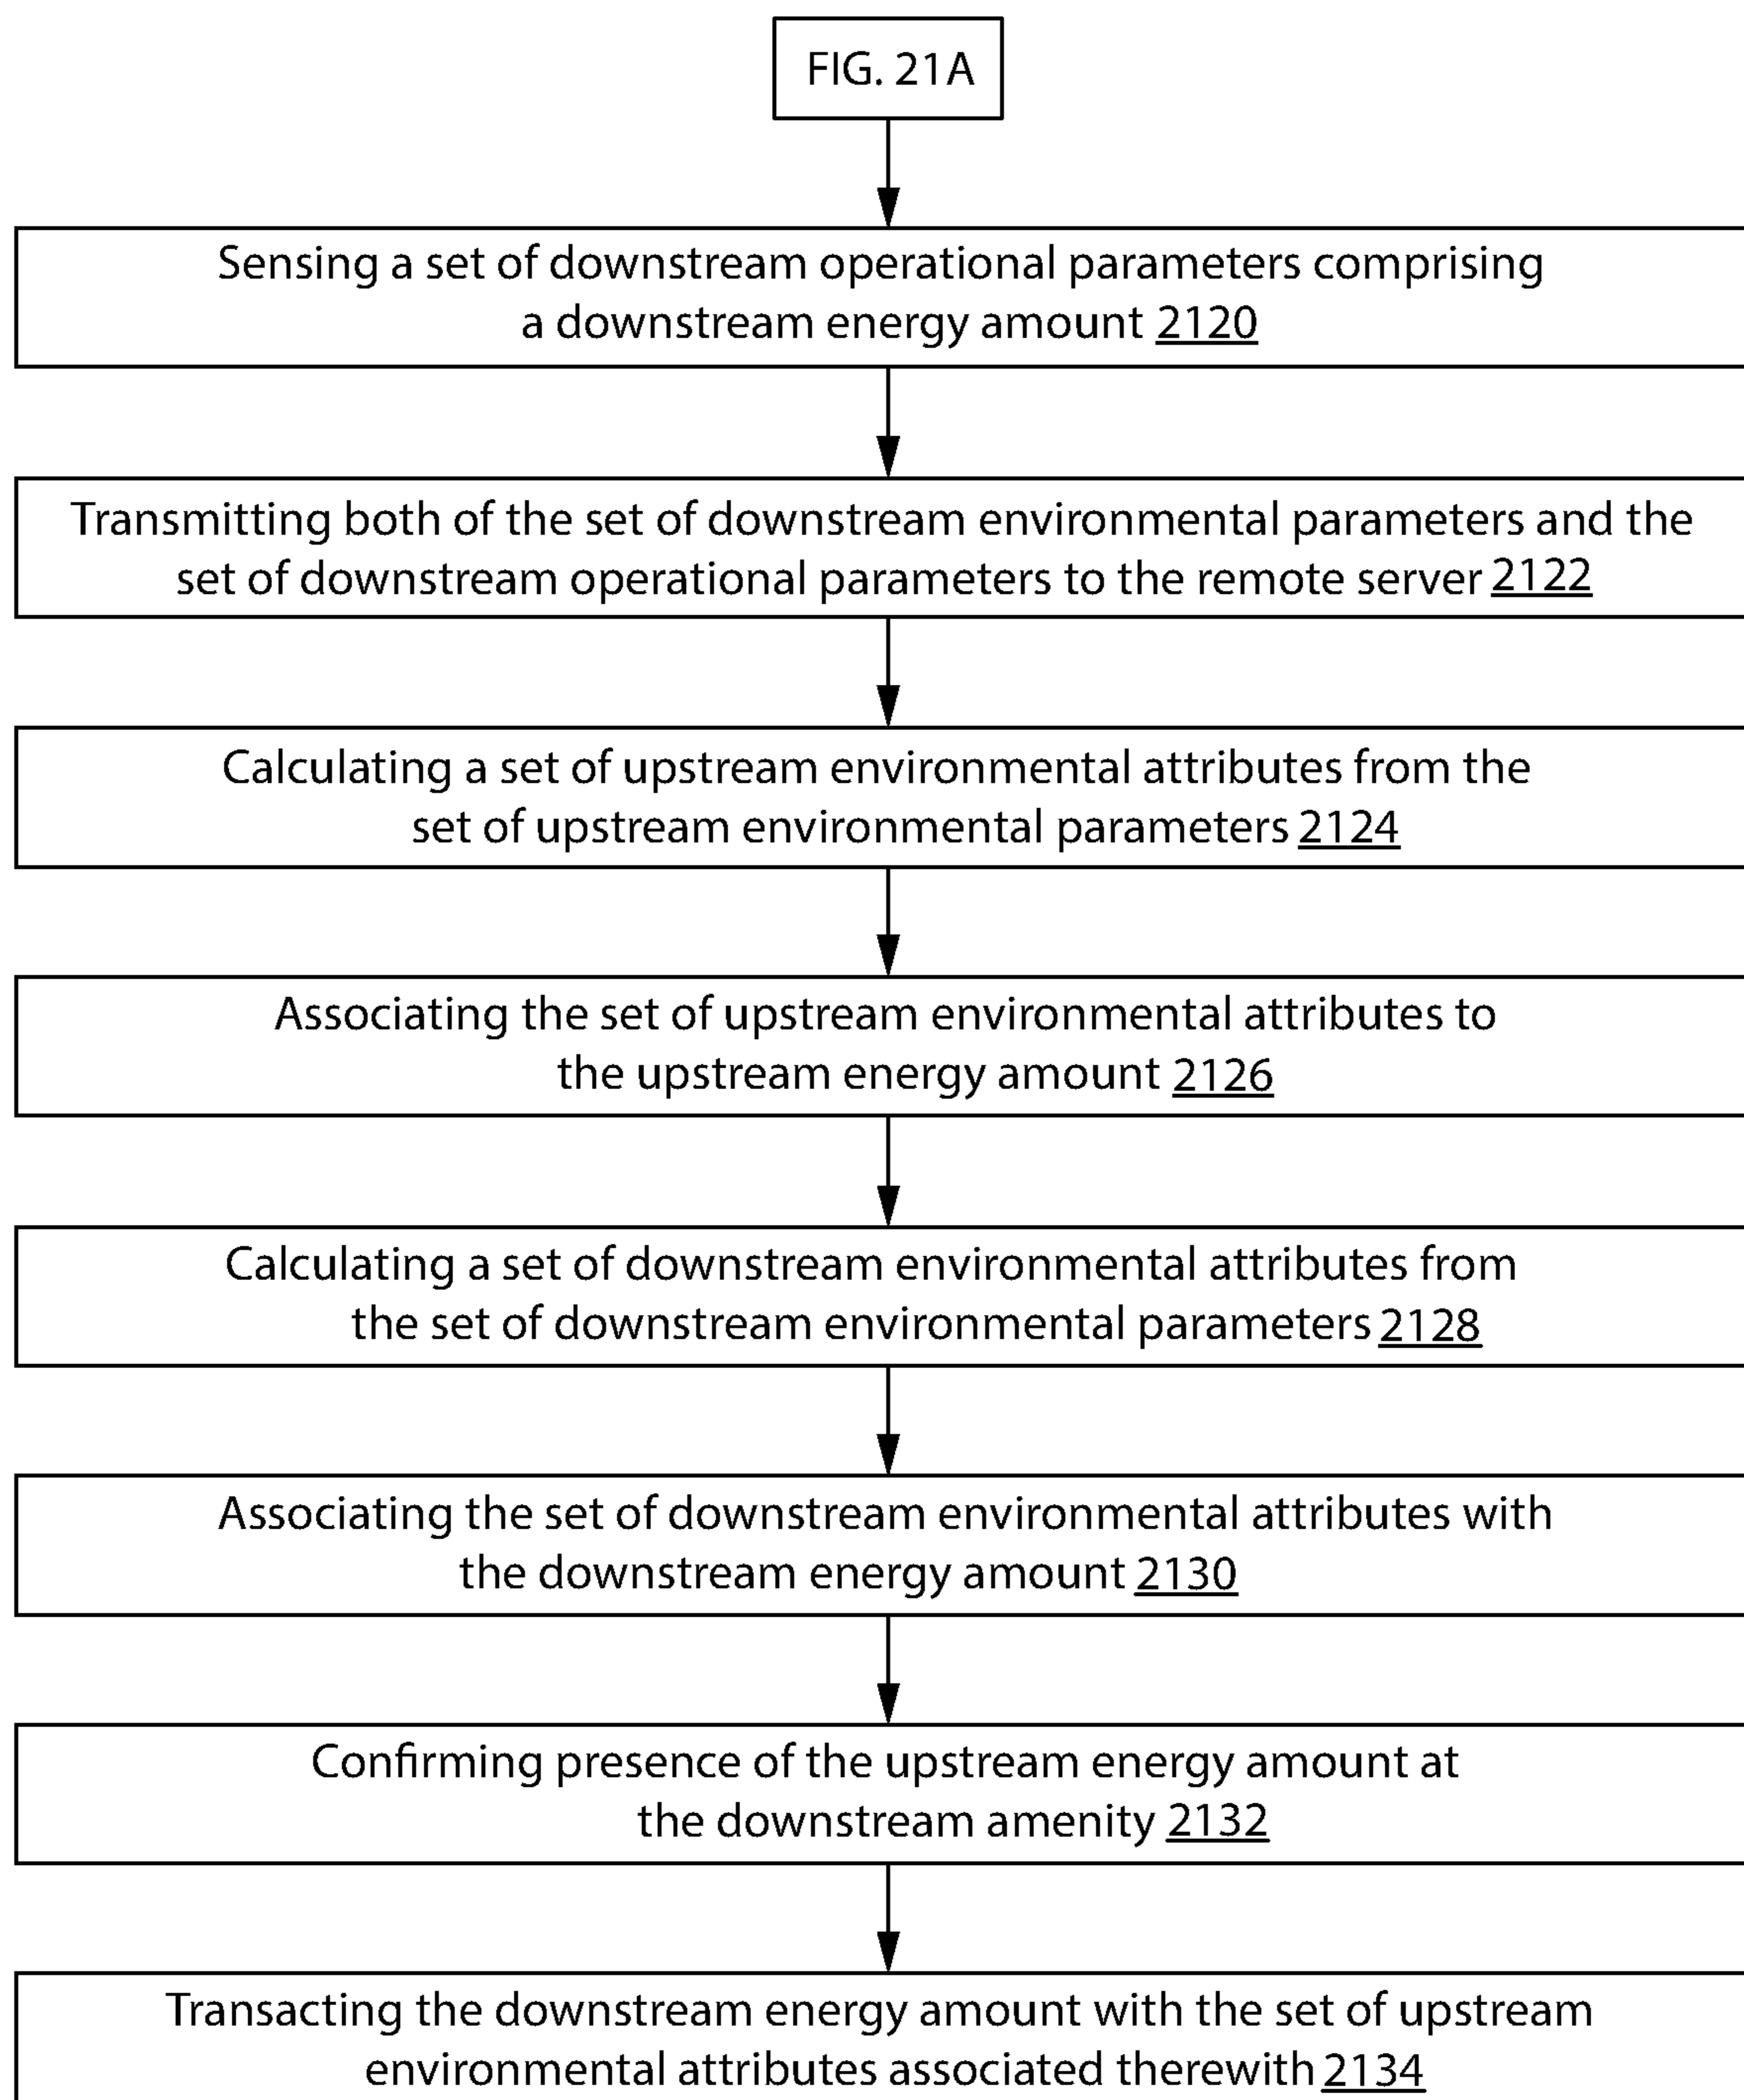 FIG. 21A
Sensing a set of downstream operational parameters comprising
a downstream energy amount 2120
Transmitting both of the set of downstream environmental parameters and the
set of downstream operational parameters to the remote server 2122
Calculating a set of upstream environmental attributes from the
set of upstream environmental parameters 2124
Associating the set of upstream environmental attributes to
the upstream energy amount 2126
Calculating a set of downstream environmental attributes from
the set of downstream environmental parameters 2128
Associating the set of downstream environmental attributes with
the downstream energy amount 2130
Confirming presence of the upstream energy amount at
the downstream amenity 2132
Transacting the downstream energy amount with the set of upstream
environmental attributes associated therewith 2134